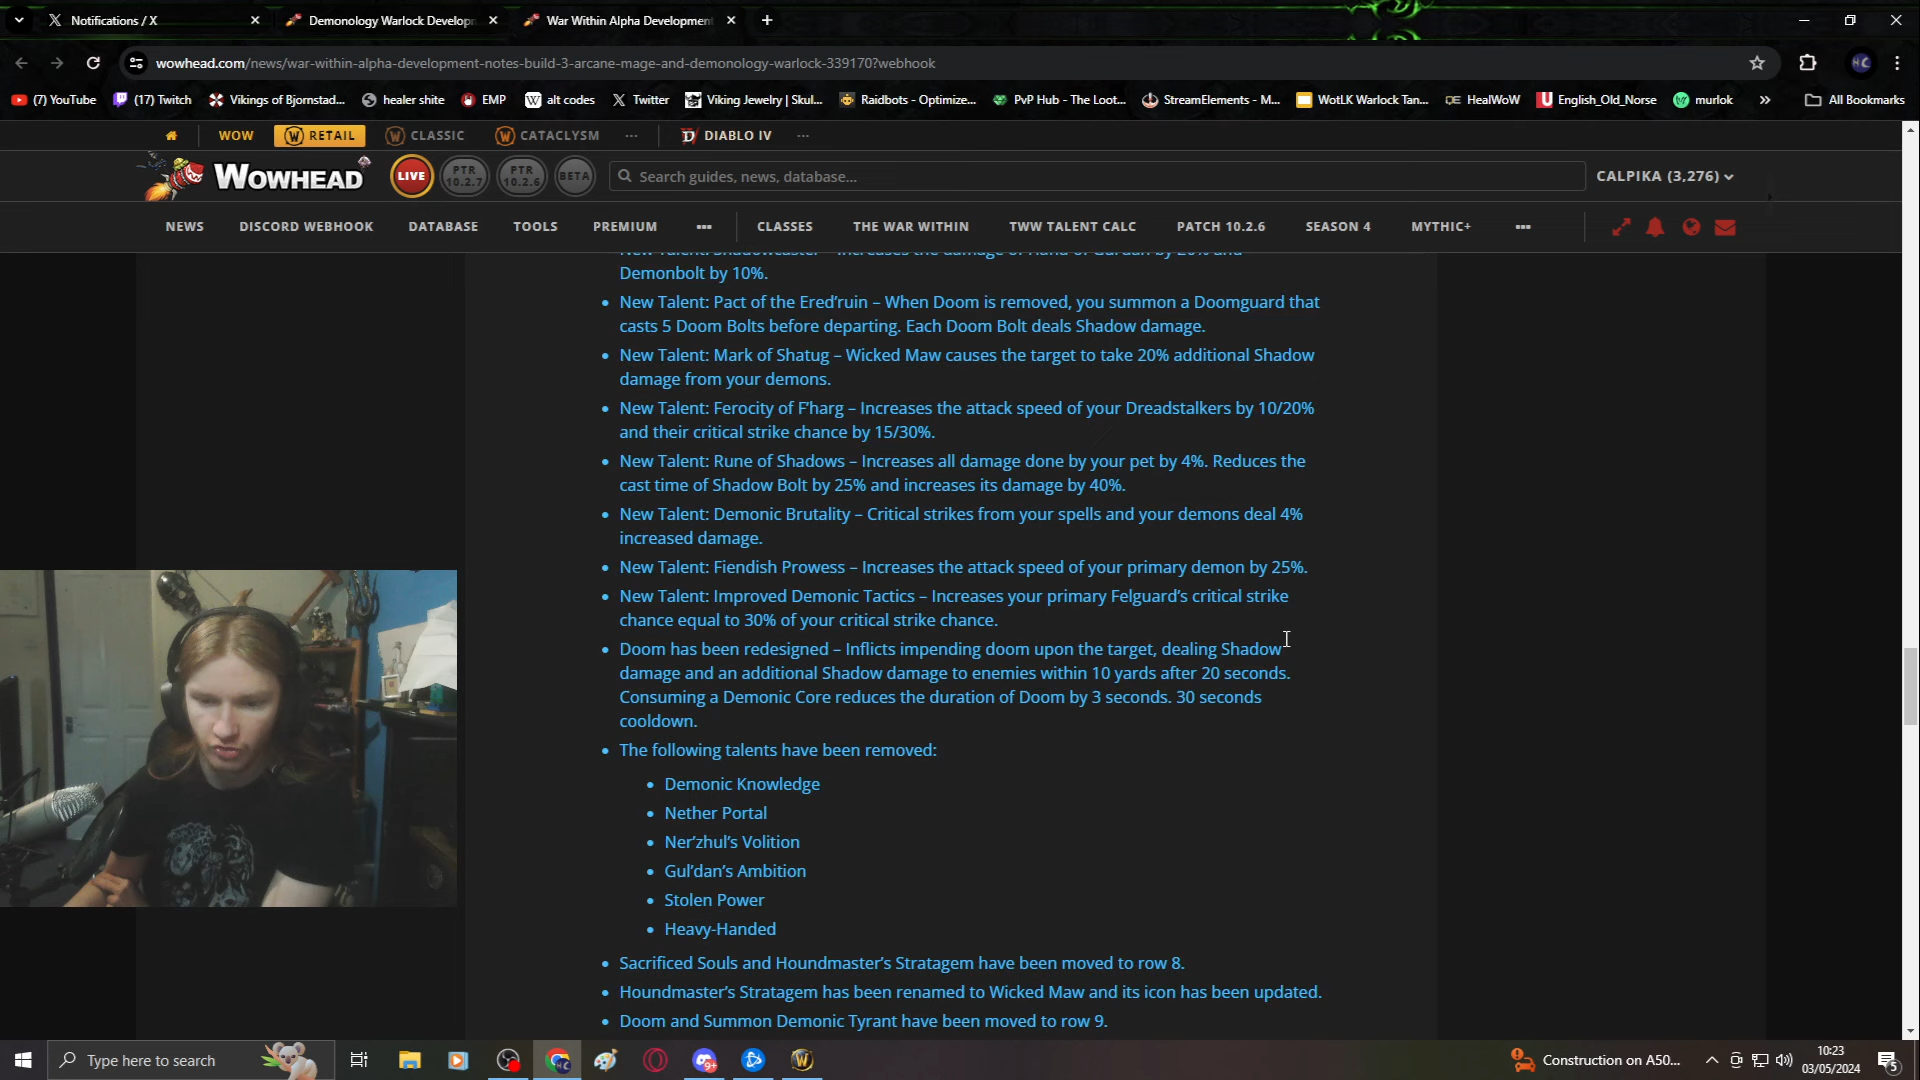 Notifications / X
Demonology Warlock Develop
War Within Alpha Development
wowhead.com/news/war-within-alpha-development-notes-build-3-arcane-mage-and-demonology-warlock-339170?webhook
(7) YouTube
(17) Twitch
Vikings of Bjornstad...
healer shite
EMP
alt codes
Twitter
Viking Jewelry | Skul...
Raidbots - Optimize...
PvP Hub - The Loot...
StreamElements - M...
WotLK Warlock Tan...
HealWoW
English_Old_Norse
murlok
All Bookmarks
WOW
RETAIL
CLASSIC
CATACLYSM
DIABLO IV
WOWHEAD
LIVE
PTR 10.2.7
PTR 10.2.6
BETA
Search guides, news, database...
CALPIKA (3,276)
NEWS
DISCORD WEBHOOK
DATABASE
TOOLS
PREMIUM
CLASSES
THE WAR WITHIN
TWW TALENT CALC
PATCH 10.2.6
SEASON 4
MYTHIC+
Demonbolt by 10%.
New Talent: Pact of the Ered'ruin – When Doom is removed, you summon a Doomguard that
casts 5 Doom Bolts before departing. Each Doom Bolt deals Shadow damage.
New Talent: Mark of Shatug – Wicked Maw causes the target to take 20% additional Shadow
damage from your demons.
New Talent: Ferocity of F'harg – Increases the attack speed of your Dreadstalkers by 10/20%
and their critical strike chance by 15/30%.
New Talent: Rune of Shadows – Increases all damage done by your pet by 4%. Reduces the
cast time of Shadow Bolt by 25% and increases its damage by 40%.
New Talent: Demonic Brutality – Critical strikes from your spells and your demons deal 4%
increased damage.
New Talent: Fiendish Prowess – Increases the attack speed of your primary demon by 25%.
New Talent: Improved Demonic Tactics – Increases your primary Felguard's critical strike
chance equal to 30% of your critical strike chance.
Doom has been redesigned – Inflicts impending doom upon the target, dealing Shadow
damage and an additional Shadow damage to enemies within 10 yards after 20 seconds.
Consuming a Demonic Core reduces the duration of Doom by 3 seconds. 30 seconds
cooldown.
The following talents have been removed:
Demonic Knowledge
Nether Portal
Ner'zhul's Volition
Gul'dan's Ambition
Stolen Power
Heavy-Handed
Sacrificed Souls and Houndmaster's Stratagem have been moved to row 8.
Houndmaster's Stratagem has been renamed to Wicked Maw and its icon has been updated.
Doom and Summon Demonic Tyrant have been moved to row 9.
Type here to search
Construction on A50...
10:23
03/05/2024